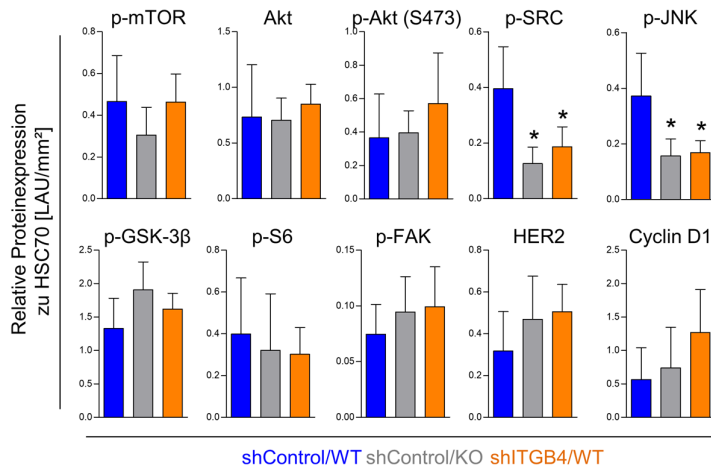 p-mTOR Akt p-Akt (S473) p-SRC p-JNK
0.8 1.5 1.0 0.6 0.6
0.8
0.6
1.0 0.4 0.4
0.6
0.4 * * * *
0.4
0.5 0.2 0.2
0.2 0.2
0.0 0.0 0.0 0.0 0.0
Relative Proteinexpression
zu HSC70 [LAU/mm²]
p-GSK-3β p-S6 p-FAK HER2 Cyclin D1
2.5 0.8 0.15 0.8 2.5
2.0 0.6 0.6 2.0
0.10
1.5 1.5
0.4 0.4
1.0 1.0
0.05
0.5 0.2 0.2 0.5
0.0 0.0 0.00 0.0 0.0
shControl/WT shControl/KO shITGB4/WT